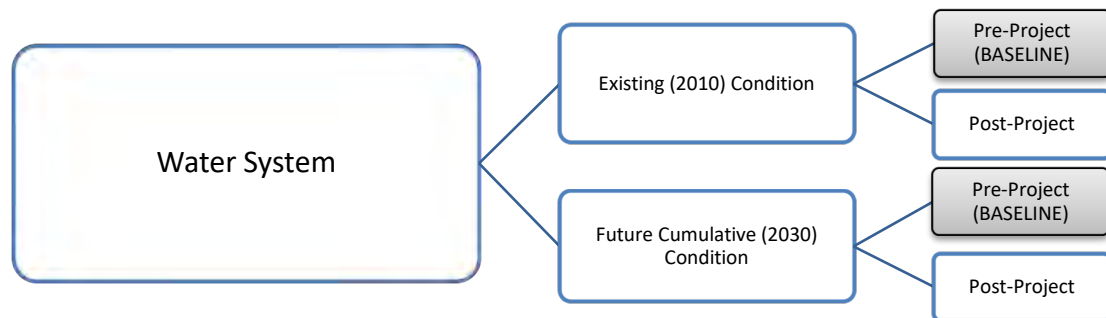 Water System
Existing (2010) Condition
Pre-Project
(BASELINE)
Post-Project
Future Cumulative (2030)
Condition
Pre-Project
(BASELINE)
Post-Project